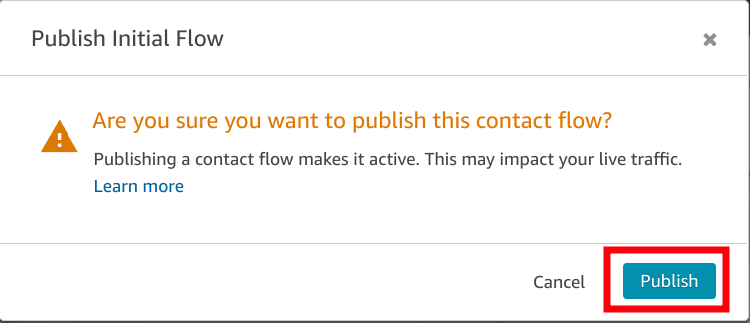 Publish Initial Flow
Are you sure you want to publish this contact flow?
Publishing a contact flow makes it active. This may impact your live traffic.
Learn more
Cancel
Publish